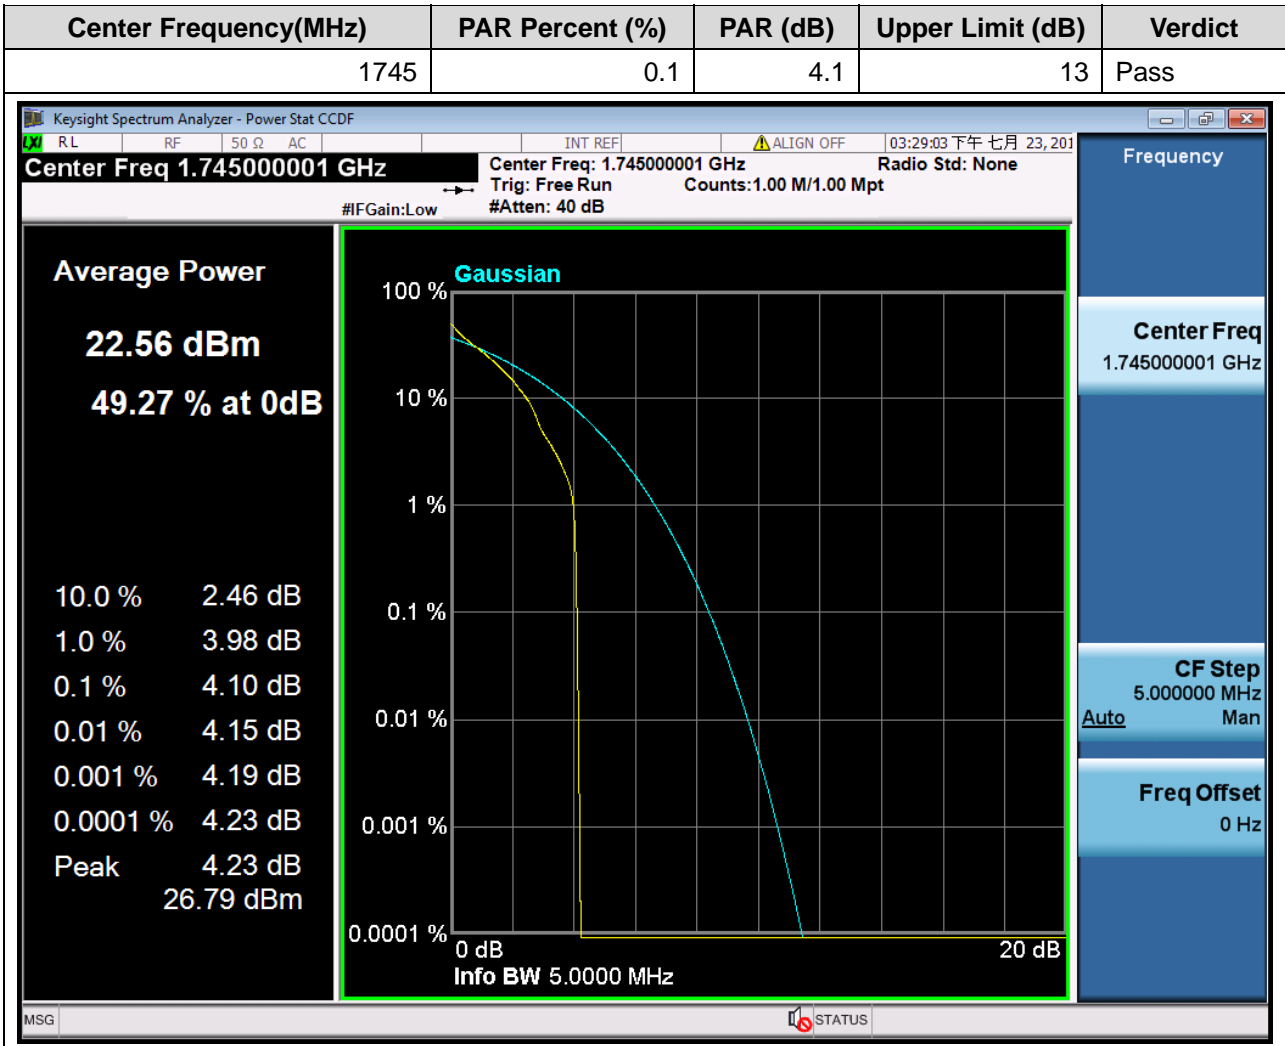 Center Frequency(MHz) PAR Percent (%) PAR (dB) Upper Limit (dB) Verdict
1745 0.1 4.1 13 Pass
Keysight Spectrum Analyzer - Power Stat CCDF
LXI RL RF 50 Ω AC INT REF ALIGN OFF 03:29:03 下午 七月 23, 201
Center Freq 1.745000001 GHz
Center Freq: 1.745000001 GHz Radio Std: None
Trig: Free Run Counts:1.00 M/1.00 Mpt
#IFGain:Low #Atten: 40 dB
Average Power
22.56 dBm
49.27 % at 0dB
10.0 % 2.46 dB
1.0 % 3.98 dB
0.1 % 4.10 dB
0.01 % 4.15 dB
0.001 % 4.19 dB
0.0001 % 4.23 dB
Peak 4.23 dB
26.79 dBm
Gaussian
100 %
10 %
1 %
0.1 %
0.01 %
0.001 %
0.0001 %
0 dB 20 dB
Info BW 5.0000 MHz
Frequency
Center Freq
1.745000001 GHz
CF Step
5.000000 MHz
Auto Man
Freq Offset
0 Hz
MSG STATUS